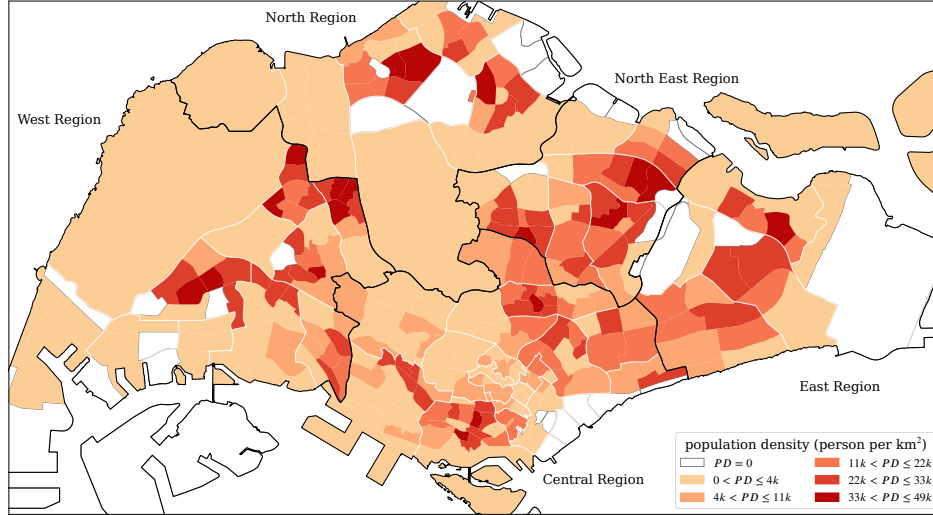 North Region
North East Region
West Region
East Region
Central Region
population density (person per km²)
PD = 0
0 < PD ≤ 4k
4k < PD ≤ 11k
11k < PD ≤ 22k
22k < PD ≤ 33k
33k < PD ≤ 49k